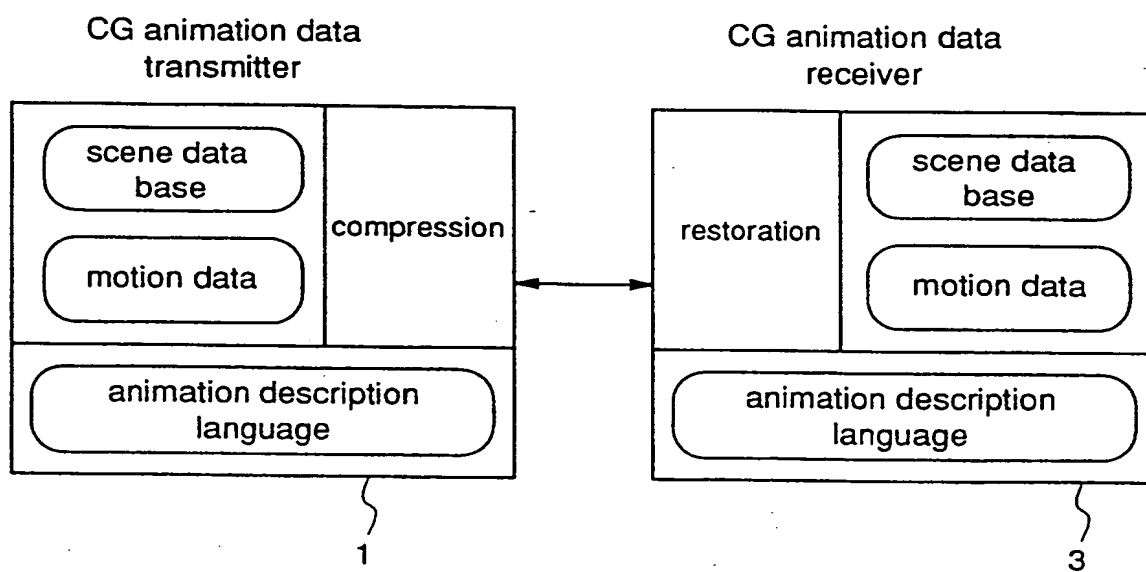 CG animation data
transmitter
scene data
base
motion data
compression
animation description
language
1
CG animation data
receiver
restoration
scene data
base
motion data
animation description
language
3